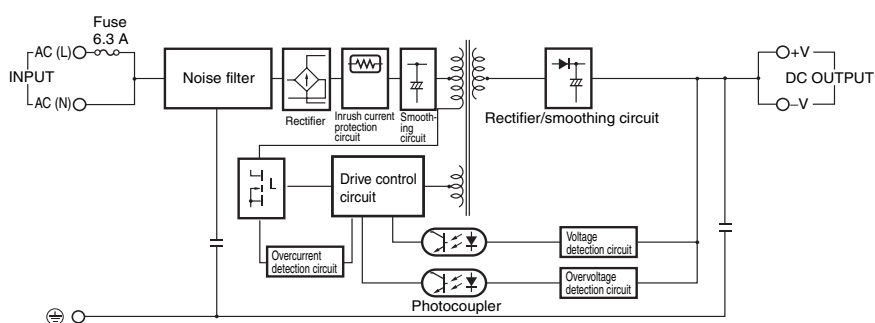 Fuse
6.3 A
AC (L)
INPUT
AC (N)
Noise filter
Rectifier
Inrush current
protection
circuit
Smooth-
ing
circuit
Rectifier/smoothing circuit
+V
DC OUTPUT
–V
L
Drive control
circuit
Overcurrent
detection circuit
Voltage
detection circuit
Overvoltage
detection circuit
Photocoupler